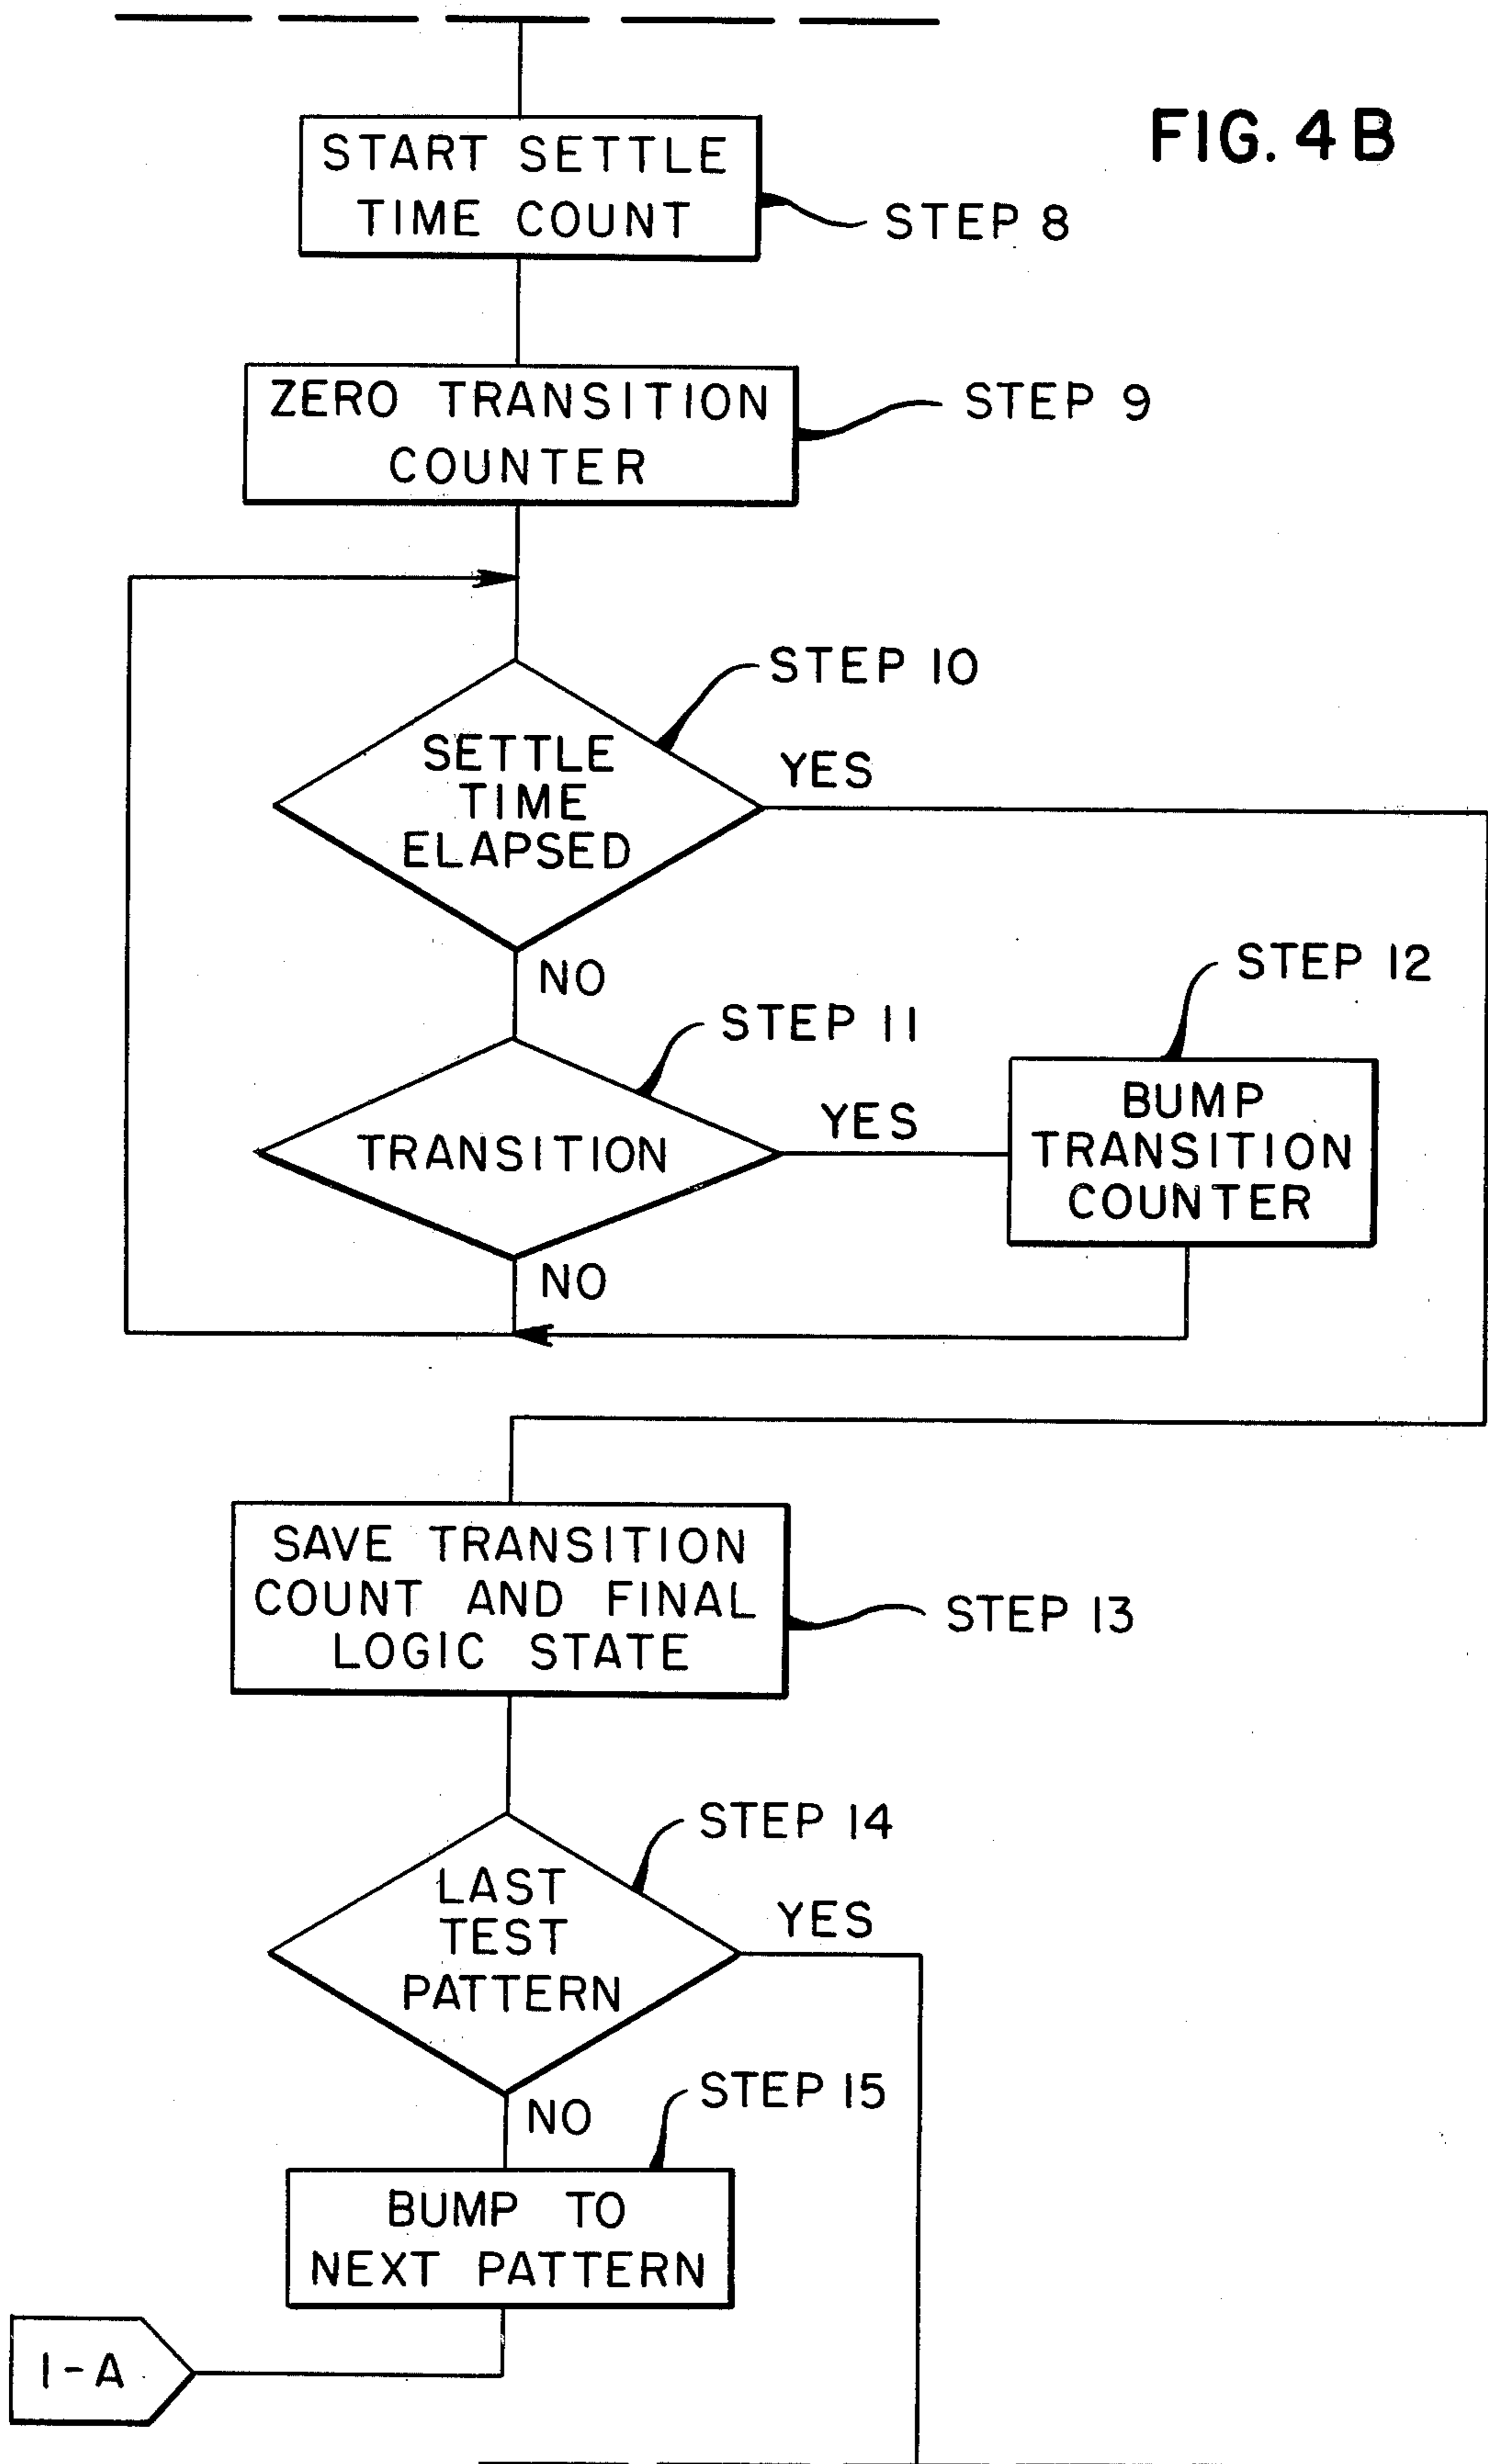 FIG. 4B
START SETTLE
TIME COUNT
STEP 8
ZERO TRANSITION
COUNTER
STEP 9
STEP 10
SETTLE
TIME
ELAPSED
YES
NO
STEP 11
TRANSITION
YES
STEP 12
BUMP
TRANSITION
COUNTER
NO
SAVE TRANSITION
COUNT AND FINAL
LOGIC STATE
STEP 13
STEP 14
LAST
TEST
PATTERN
YES
NO
STEP 15
BUMP TO
NEXT PATTERN
1-A